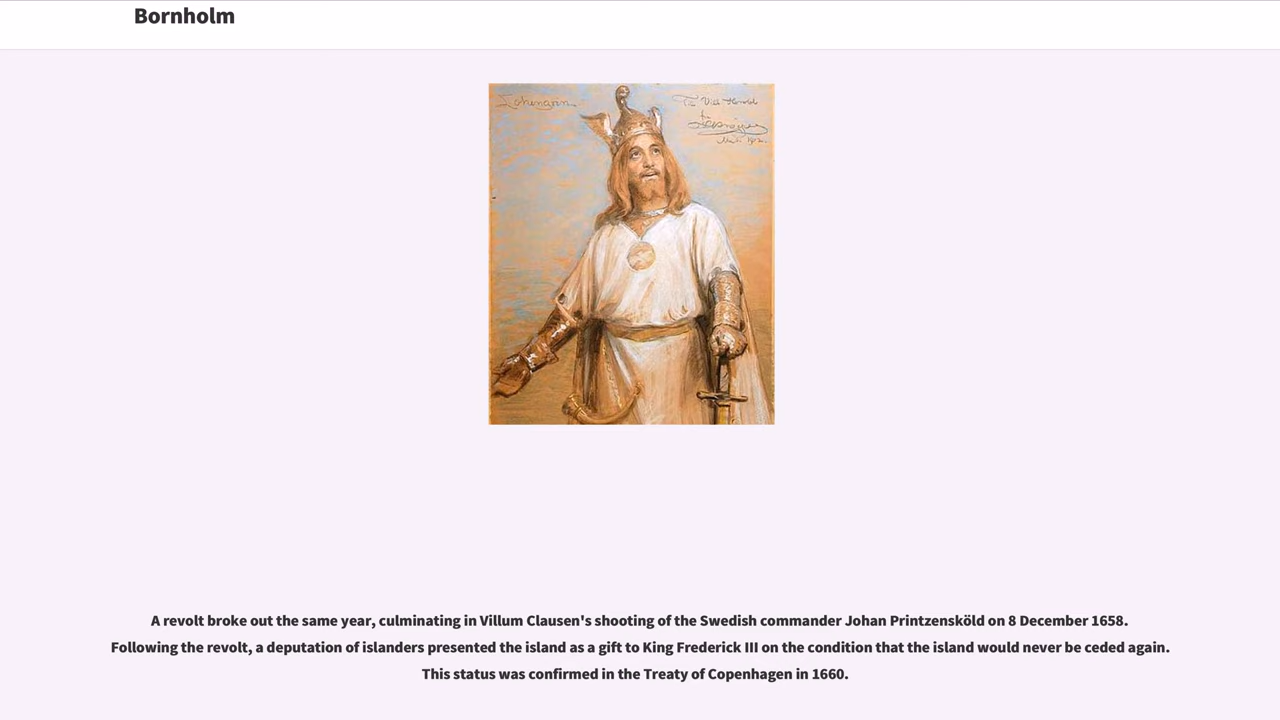 Bornholm
Lohengrin
A revolt broke out the same year, culminating in Villum Clausen's shooting of the Swedish commander Johan Printzensköld on 8 December 1658.
Following the revolt, a deputation of islanders presented the island as a gift to King Frederick III on the condition that the island would never be ceded again.
This status was confirmed in the Treaty of Copenhagen in 1660.